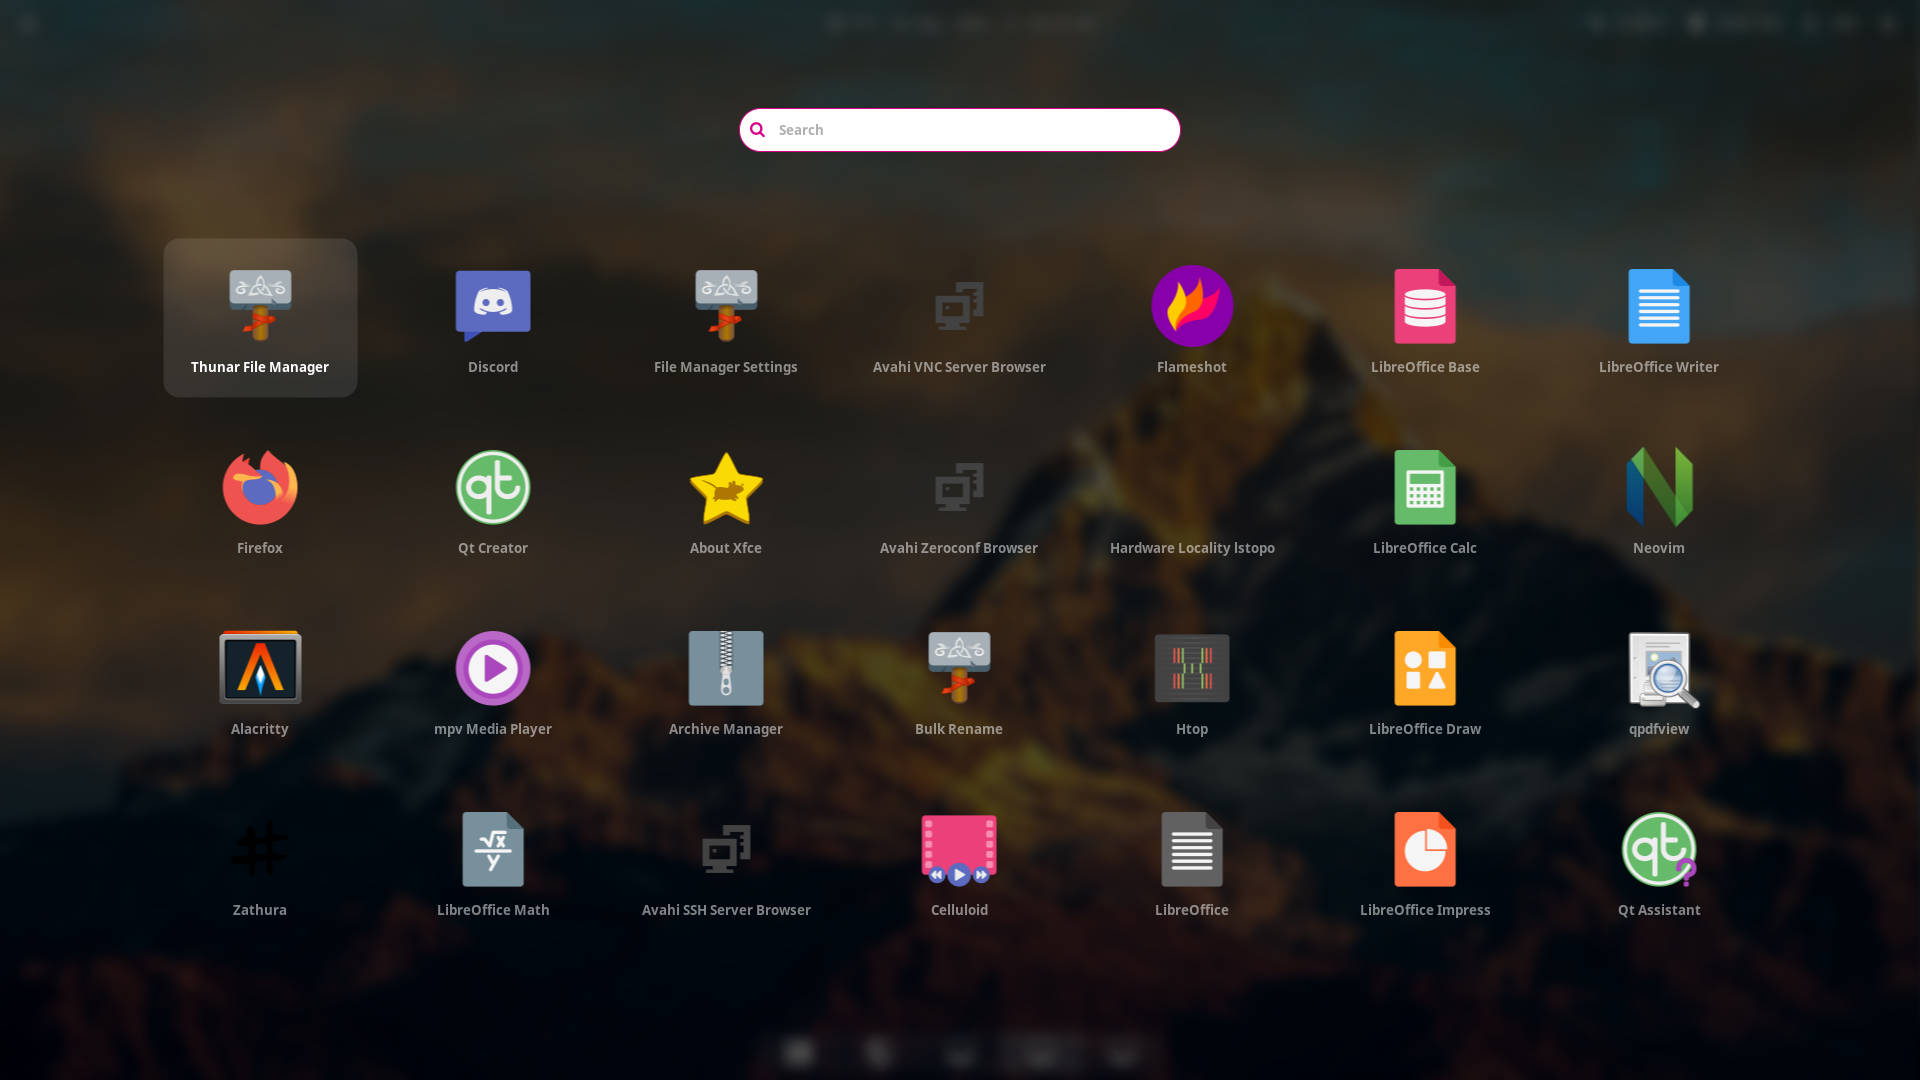 Search
Thunar File Manager
Discord
File Manager Settings
Avahi VNC Server Browser
Flameshot
LibreOffice Base
LibreOffice Writer
Firefox
Qt Creator
About Xfce
Avahi Zeroconf Browser
Hardware Locality lstopo
LibreOffice Calc
Neovim
Alacritty
mpv Media Player
Archive Manager
Bulk Rename
Htop
LibreOffice Draw
qpdfview
Zathura
LibreOffice Math
Avahi SSH Server Browser
Celluloid
LibreOffice
LibreOffice Impress
Qt Assistant